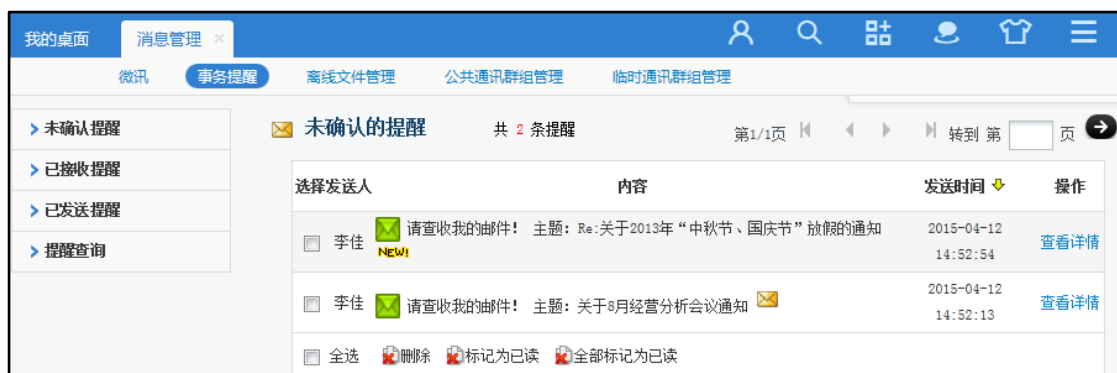 我的桌面 消息管理 ×
微讯 事务提醒 离线文件管理 公共通讯群组管理 临时通讯群组管理
未确认提醒
已接收提醒
已发送提醒
提醒查询
未确认的提醒 共 2 条提醒 第1/1页 转到 第 页
选择 发送人 内容 发送时间 操作
李佳 请查收我的邮件! 主题:Re:关于2013年“中秋节、国庆节”放假的通知 2015-04-12 查看详情
NEW! 14:52:54
李佳 请查收我的邮件! 主题:关于8月经营分析会议通知 2015-04-12 查看详情
14:52:13
全选 删除 标记为已读 全部标记为已读